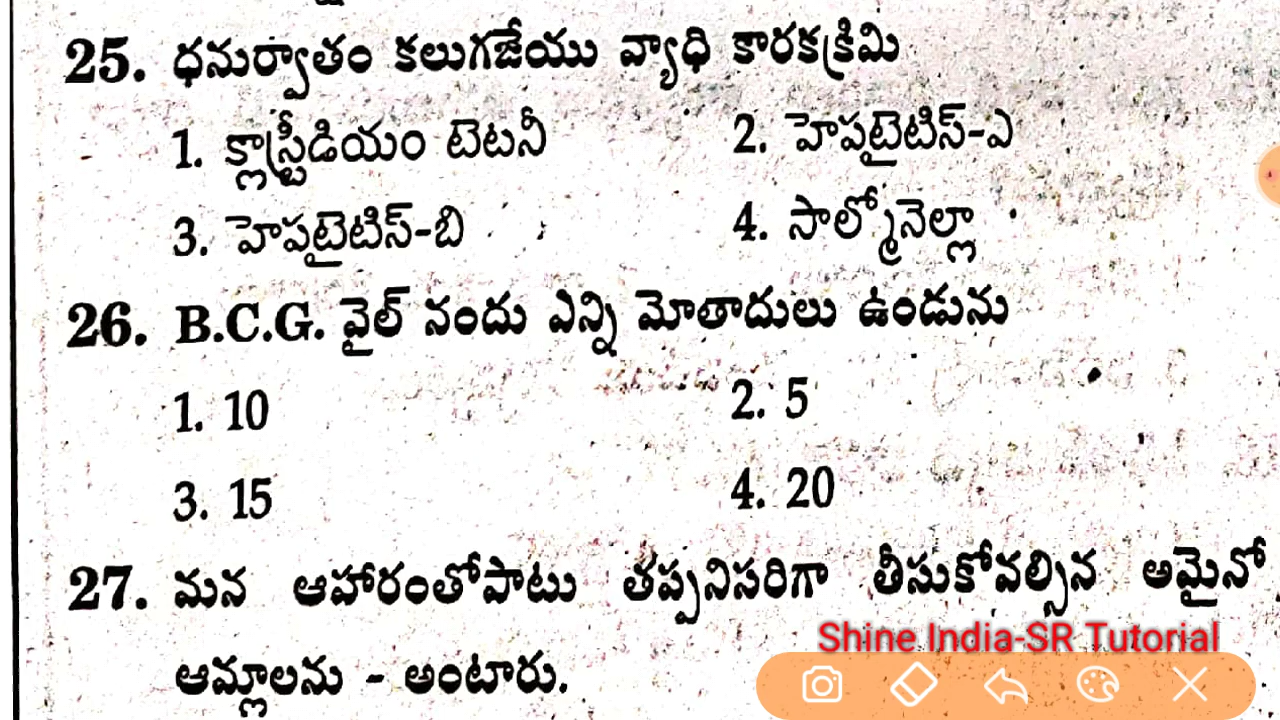 25. ధనుర్వాతం కలుగజేయు వ్యాధి కారకక్రిమి
1. క్లాస్ట్రీడియం టెటనీ 2. హెపటైటిస్-ఎ
3. హెపటైటిస్-బి 4. సాల్మోనెల్లా
26. B.C.G. వైల్ నందు ఎన్ని మోతాదులు ఉండును
1. 10 2. 5
3. 15 4. 20
27. మన ఆహారంతోపాటు తప్పనిసరిగా తీసుకోవల్సిన అమైనో
Shine India-SR Tutorial
ఆమ్లాలను - అంటారు.